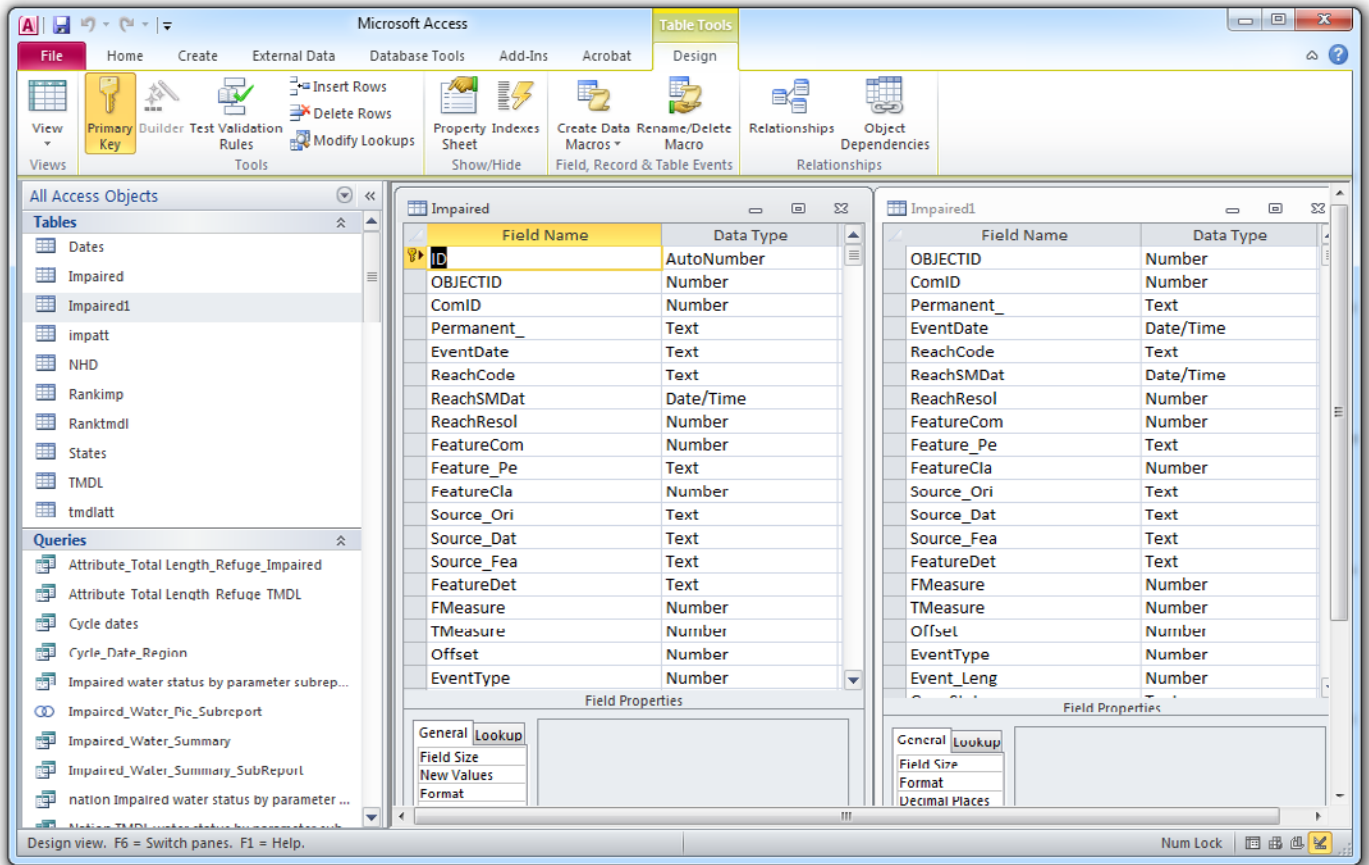 Microsoft Access
Table Tools
File Home Create External Data Database Tools Add-Ins Acrobat Design
View
Primary Key
Builder
Test Validation Rules
Insert Rows
Delete Rows
Modify Lookups
Property Sheet
Indexes
Create Data Macros
Rename/Delete Macro
Relationships
Object Dependencies
Views Tools Show/Hide Field, Record & Table Events Relationships
All Access Objects
Tables
Dates
Impaired
Impaired1
impatt
NHD
Rankimp
Ranktmdl
States
TMDL
tmdlatt
Queries
Attribute_Total Length_Refuge_Impaired
Attribute_Total Length_Refuge_TMDL
Cycle dates
Cycle_Date_Region
Impaired water status by parameter subrep...
Impaired_Water_Pie_Subreport
Impaired_Water_Summary
Impaired_Water_Summary_SubReport
nation Impaired water status by parameter ...
Nation TMDL water status by parameter sub...
Impaired
Field Name Data Type
ID AutoNumber
OBJECTID Number
ComID Number
Permanent_ Text
EventDate Text
ReachCode Text
ReachSMDat Date/Time
ReachResol Number
FeatureCom Number
Feature_Pe Text
FeatureCla Number
Source_Ori Text
Source_Dat Text
Source_Fea Text
FeatureDet Text
FMeasure Number
TMeasure Number
Offset Number
EventType Number
Field Properties
General Lookup
Field Size
New Values
Format
Impaired1
Field Name Data Type
OBJECTID Number
ComID Number
Permanent_ Text
EventDate Date/Time
ReachCode Text
ReachSMDat Date/Time
ReachResol Number
FeatureCom Number
Feature_Pe Text
FeatureCla Number
Source_Ori Text
Source_Dat Text
Source_Fea Text
FeatureDet Text
FMeasure Number
TMeasure Number
Offset Number
EventType Number
Event_Leng Number
Field Properties
General Lookup
Field Size
Format
Decimal Places
Design view. F6 = Switch panes. F1 = Help.
Num Lock